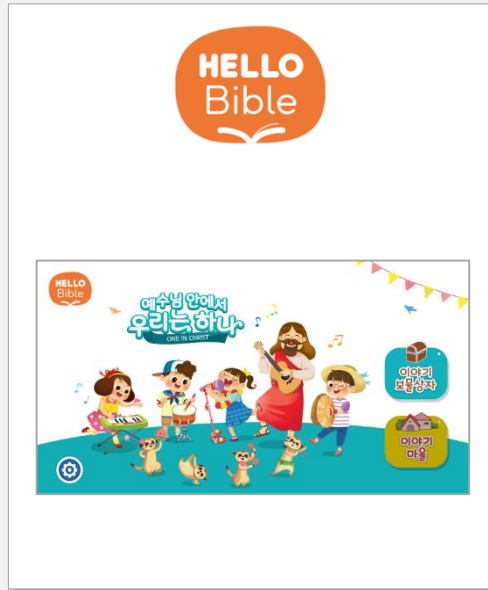 HELLO
Bible
HELLO
Bible
예수님 안에서
우리는 하나
ONE IN CHRIST
이야기
보물상자
이야기
마을